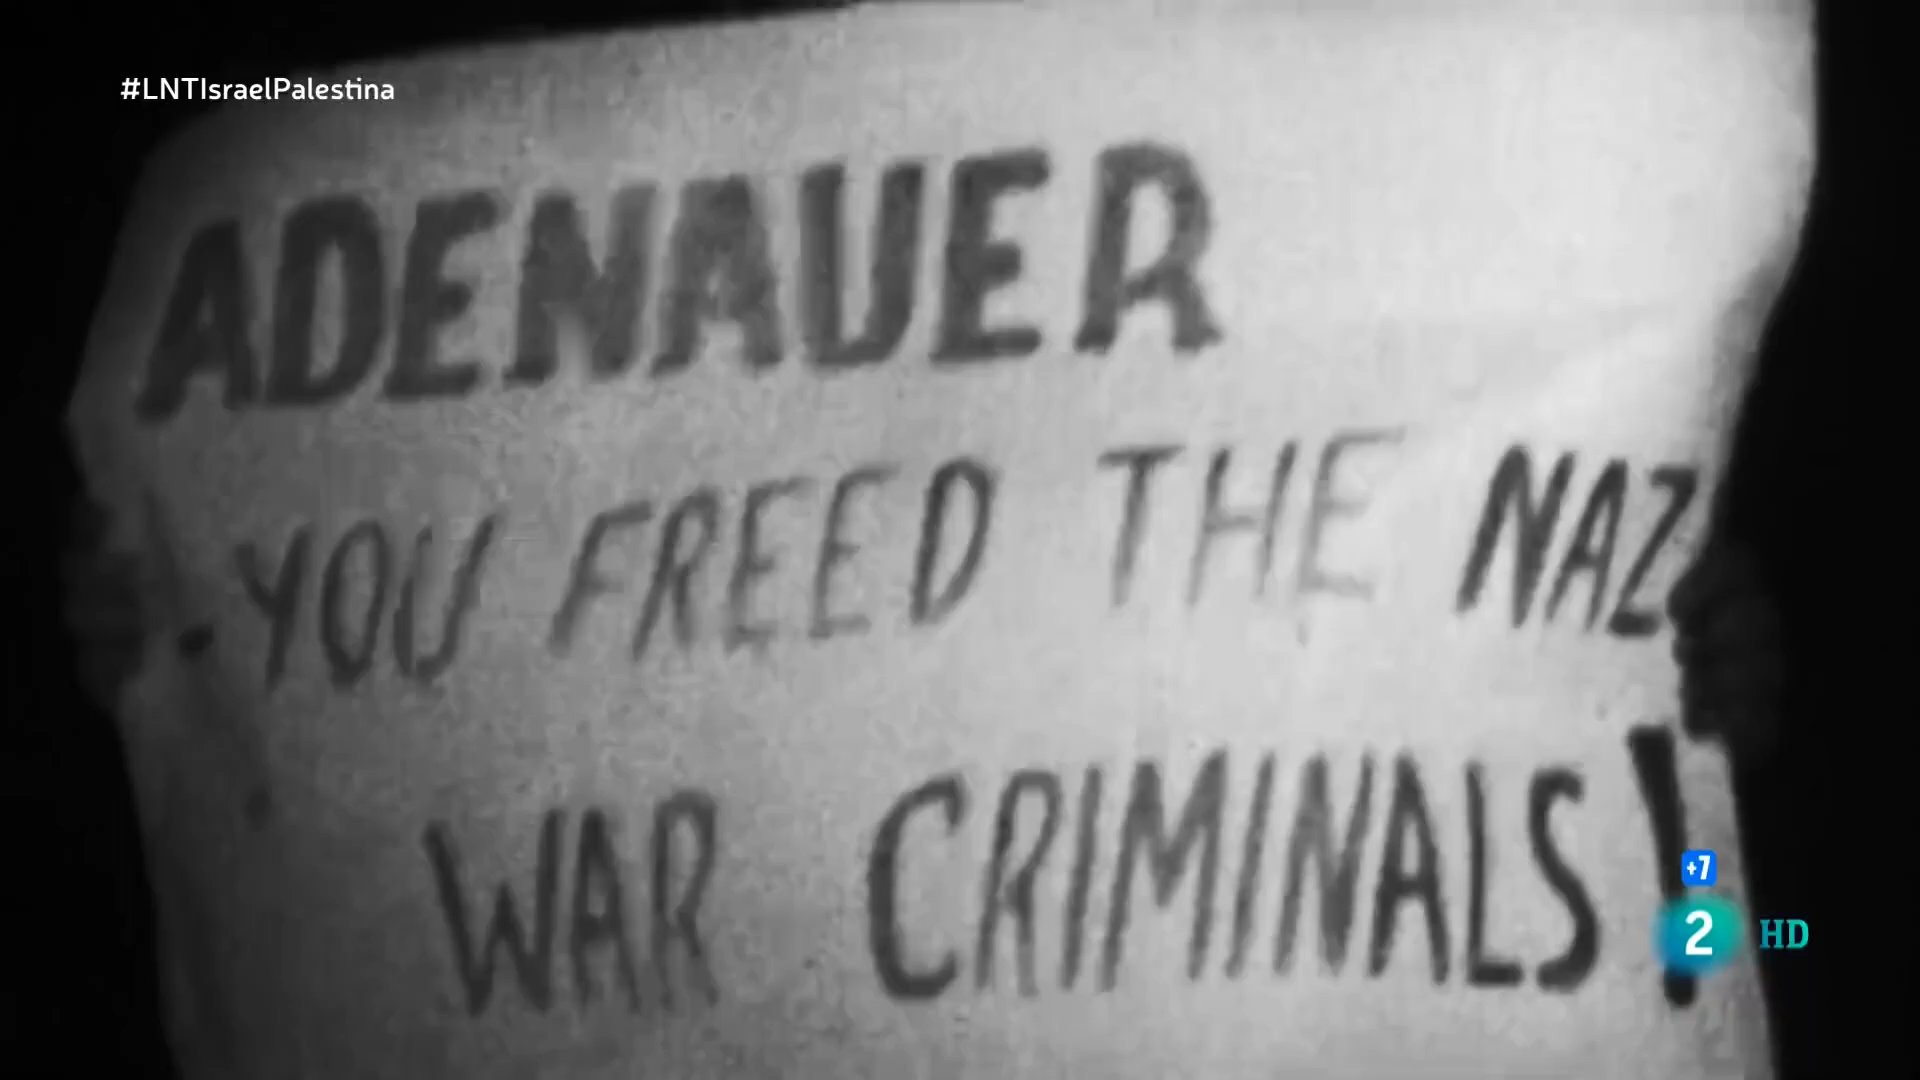 #LNTIsraelPalestina
ADENAUER
YOU FREED THE NAZ
WAR CRIMINALS!
+7
2 HD